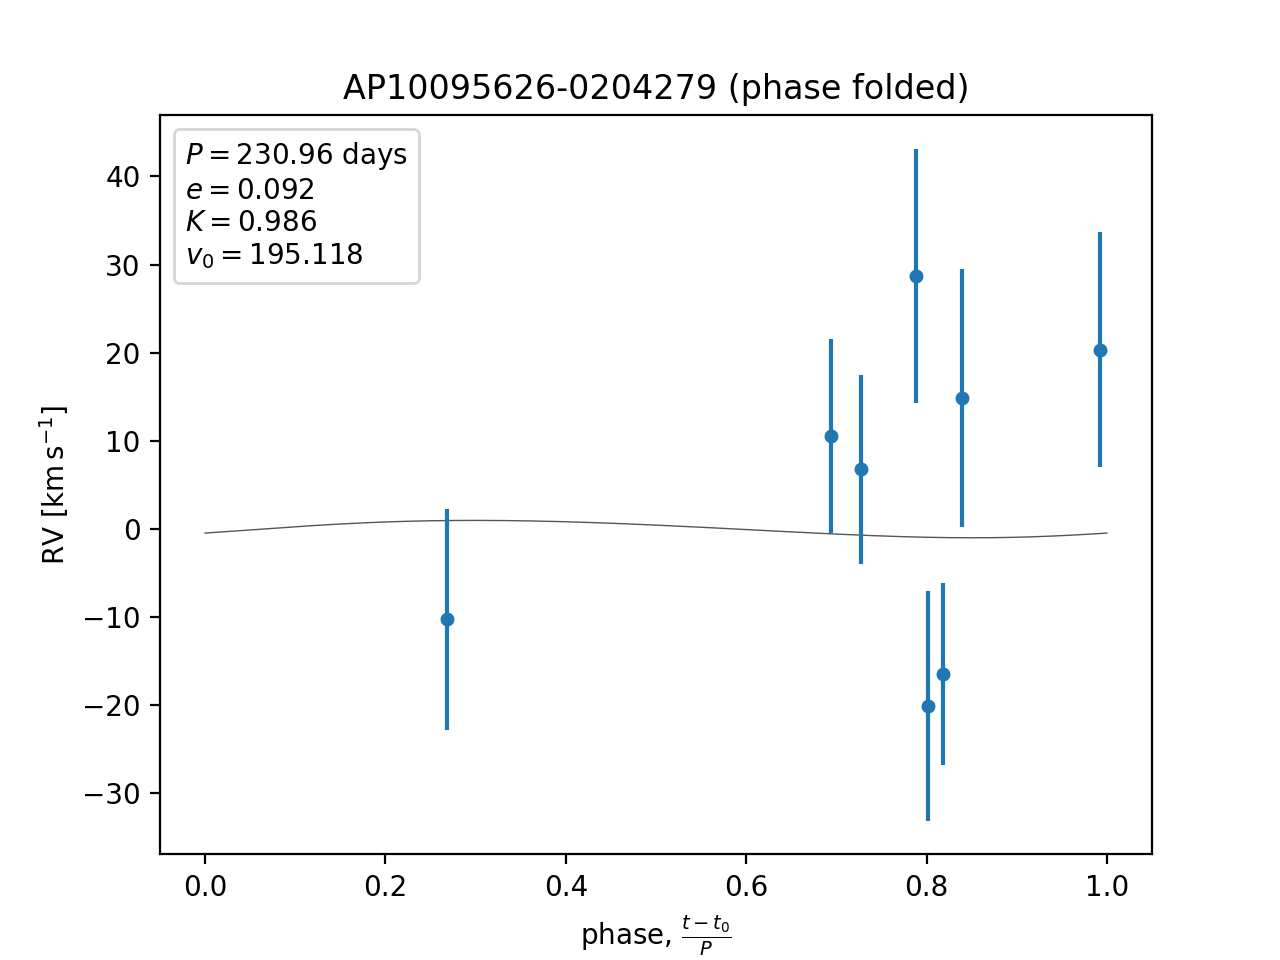 AP10095626-0204279 (phase folded)
P = 230.96 days
e = 0.092
K = 0.986
v₀ = 195.118
40
30
20
10
0
−10
−20
−30
RV [km s⁻¹]
0.0 0.2 0.4 0.6 0.8 1.0
phase, (t − t₀)/P